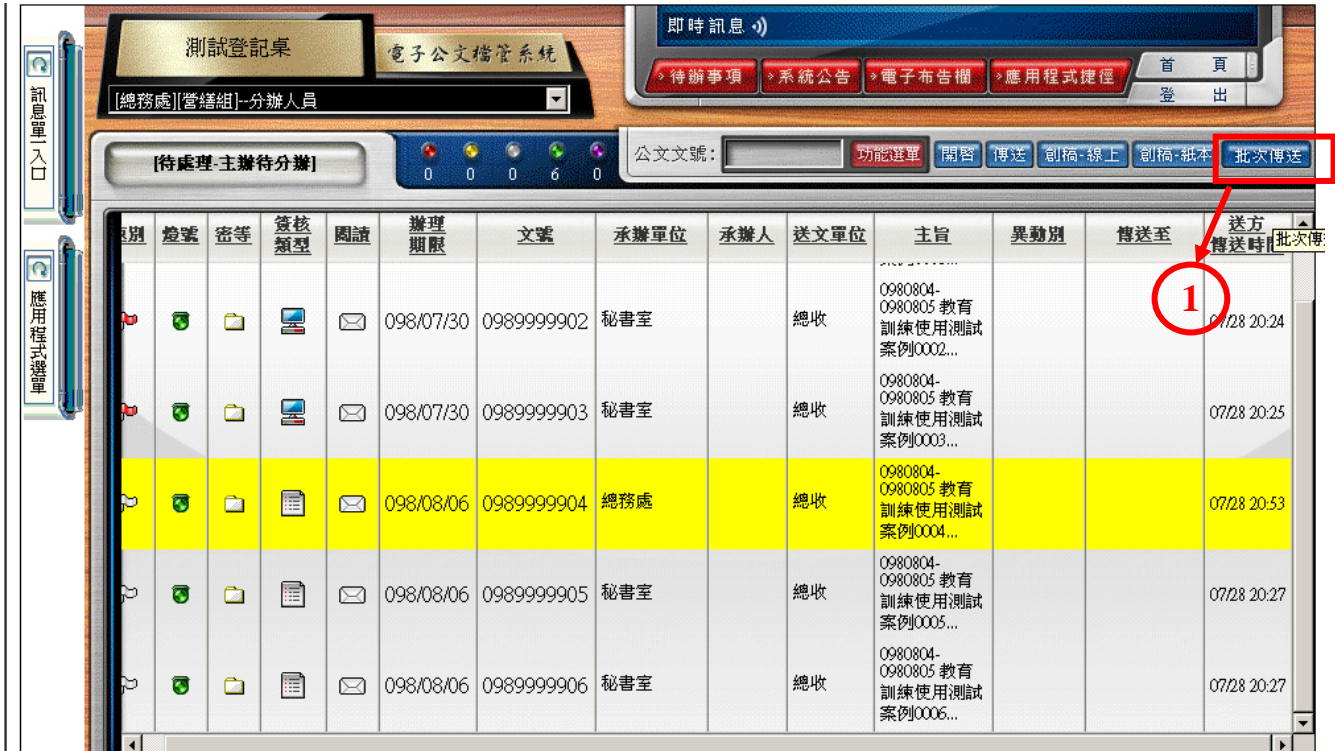 即時訊息
測試登記桌
電子公文檔管系統
待辦事項 系統公告 電子布告欄 應用程式捷徑
首頁
登出
[總務處][營繕組]--分辦人員
訊息單一入口
應用程式選單
[待處理-主辦待分辦]
0 0 0 6 0
公文文號:
功能選單 開啓 傳送 創稿-線上 創稿-紙本 批次傳送
速別 燈號 密等 簽核類型 閱讀 辦理期限 文號 承辦單位 承辦人 送文單位 主旨 異動別 傳送至 送方傳送時間
批次傳
1
098/07/30 0989999902 秘書室 總收 07/28 20:24
0980804-
0980805 教育
訓練使用測試
案例0002...
098/07/30 0989999903 秘書室 總收 07/28 20:25
0980804-
0980805 教育
訓練使用測試
案例0003...
098/08/06 0989999904 總務處 總收 07/28 20:53
0980804-
0980805 教育
訓練使用測試
案例0004...
098/08/06 0989999905 秘書室 總收 07/28 20:27
0980804-
0980805 教育
訓練使用測試
案例0005...
098/08/06 0989999906 秘書室 總收 07/28 20:27
0980804-
0980805 教育
訓練使用測試
案例0006...